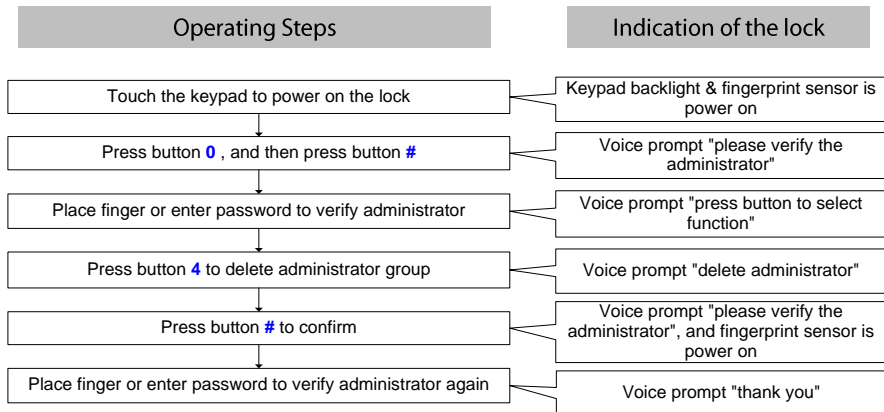 Operating Steps
Indication of the lock
Touch the keypad to power on the lock
Keypad backlight & fingerprint sensor is
power on
Press button 0 , and then press button #
Voice prompt "please verify the
administrator"
Place finger or enter password to verify administrator
Voice prompt "press button to select
function"
Press button 4 to delete administrator group
Voice prompt "delete administrator"
Press button # to confirm
Voice prompt "please verify the
administrator", and fingerprint sensor is
power on
Place finger or enter password to verify administrator again
Voice prompt "thank you"